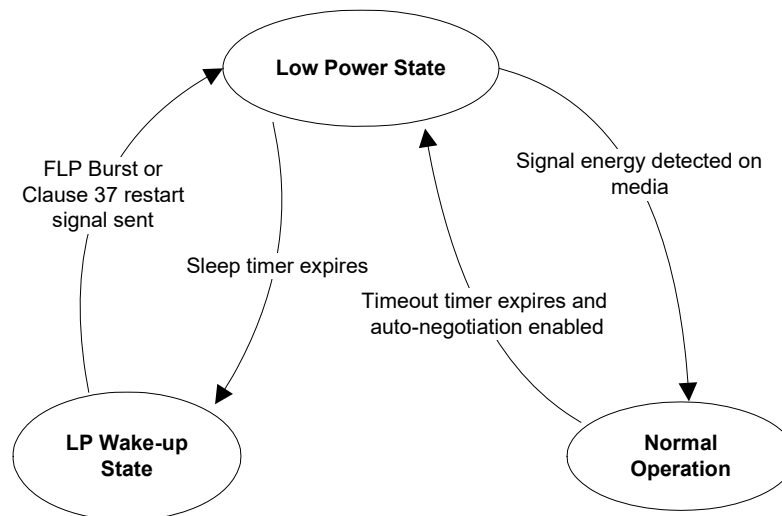 Low Power State
FLP Burst or
Clause 37 restart
signal sent
Signal energy detected on
media
Sleep timer expires
Timeout timer expires and
auto-negotiation enabled
LP Wake-up
State
Normal
Operation